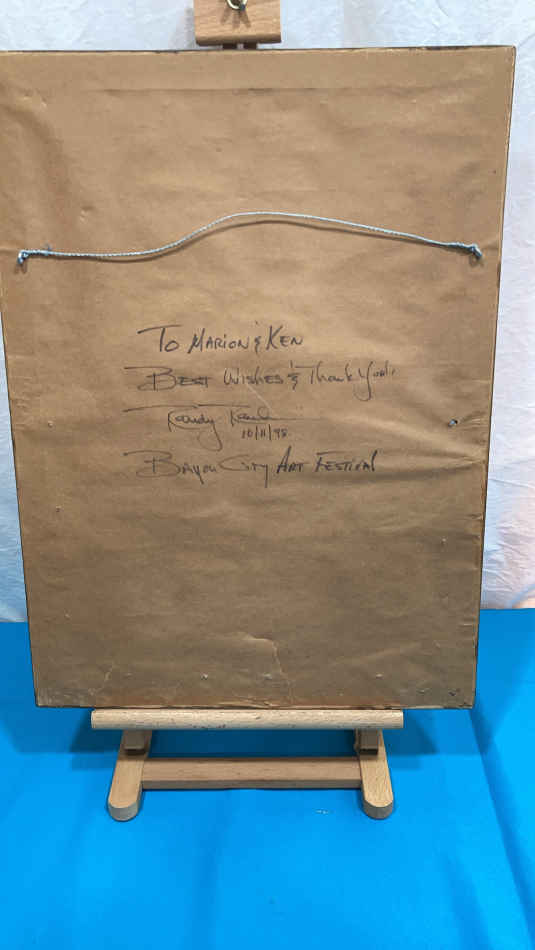 To Marion & Ken
Best Wishes & Thank You!
Randy
10/11/98
Bayou City Art Festival